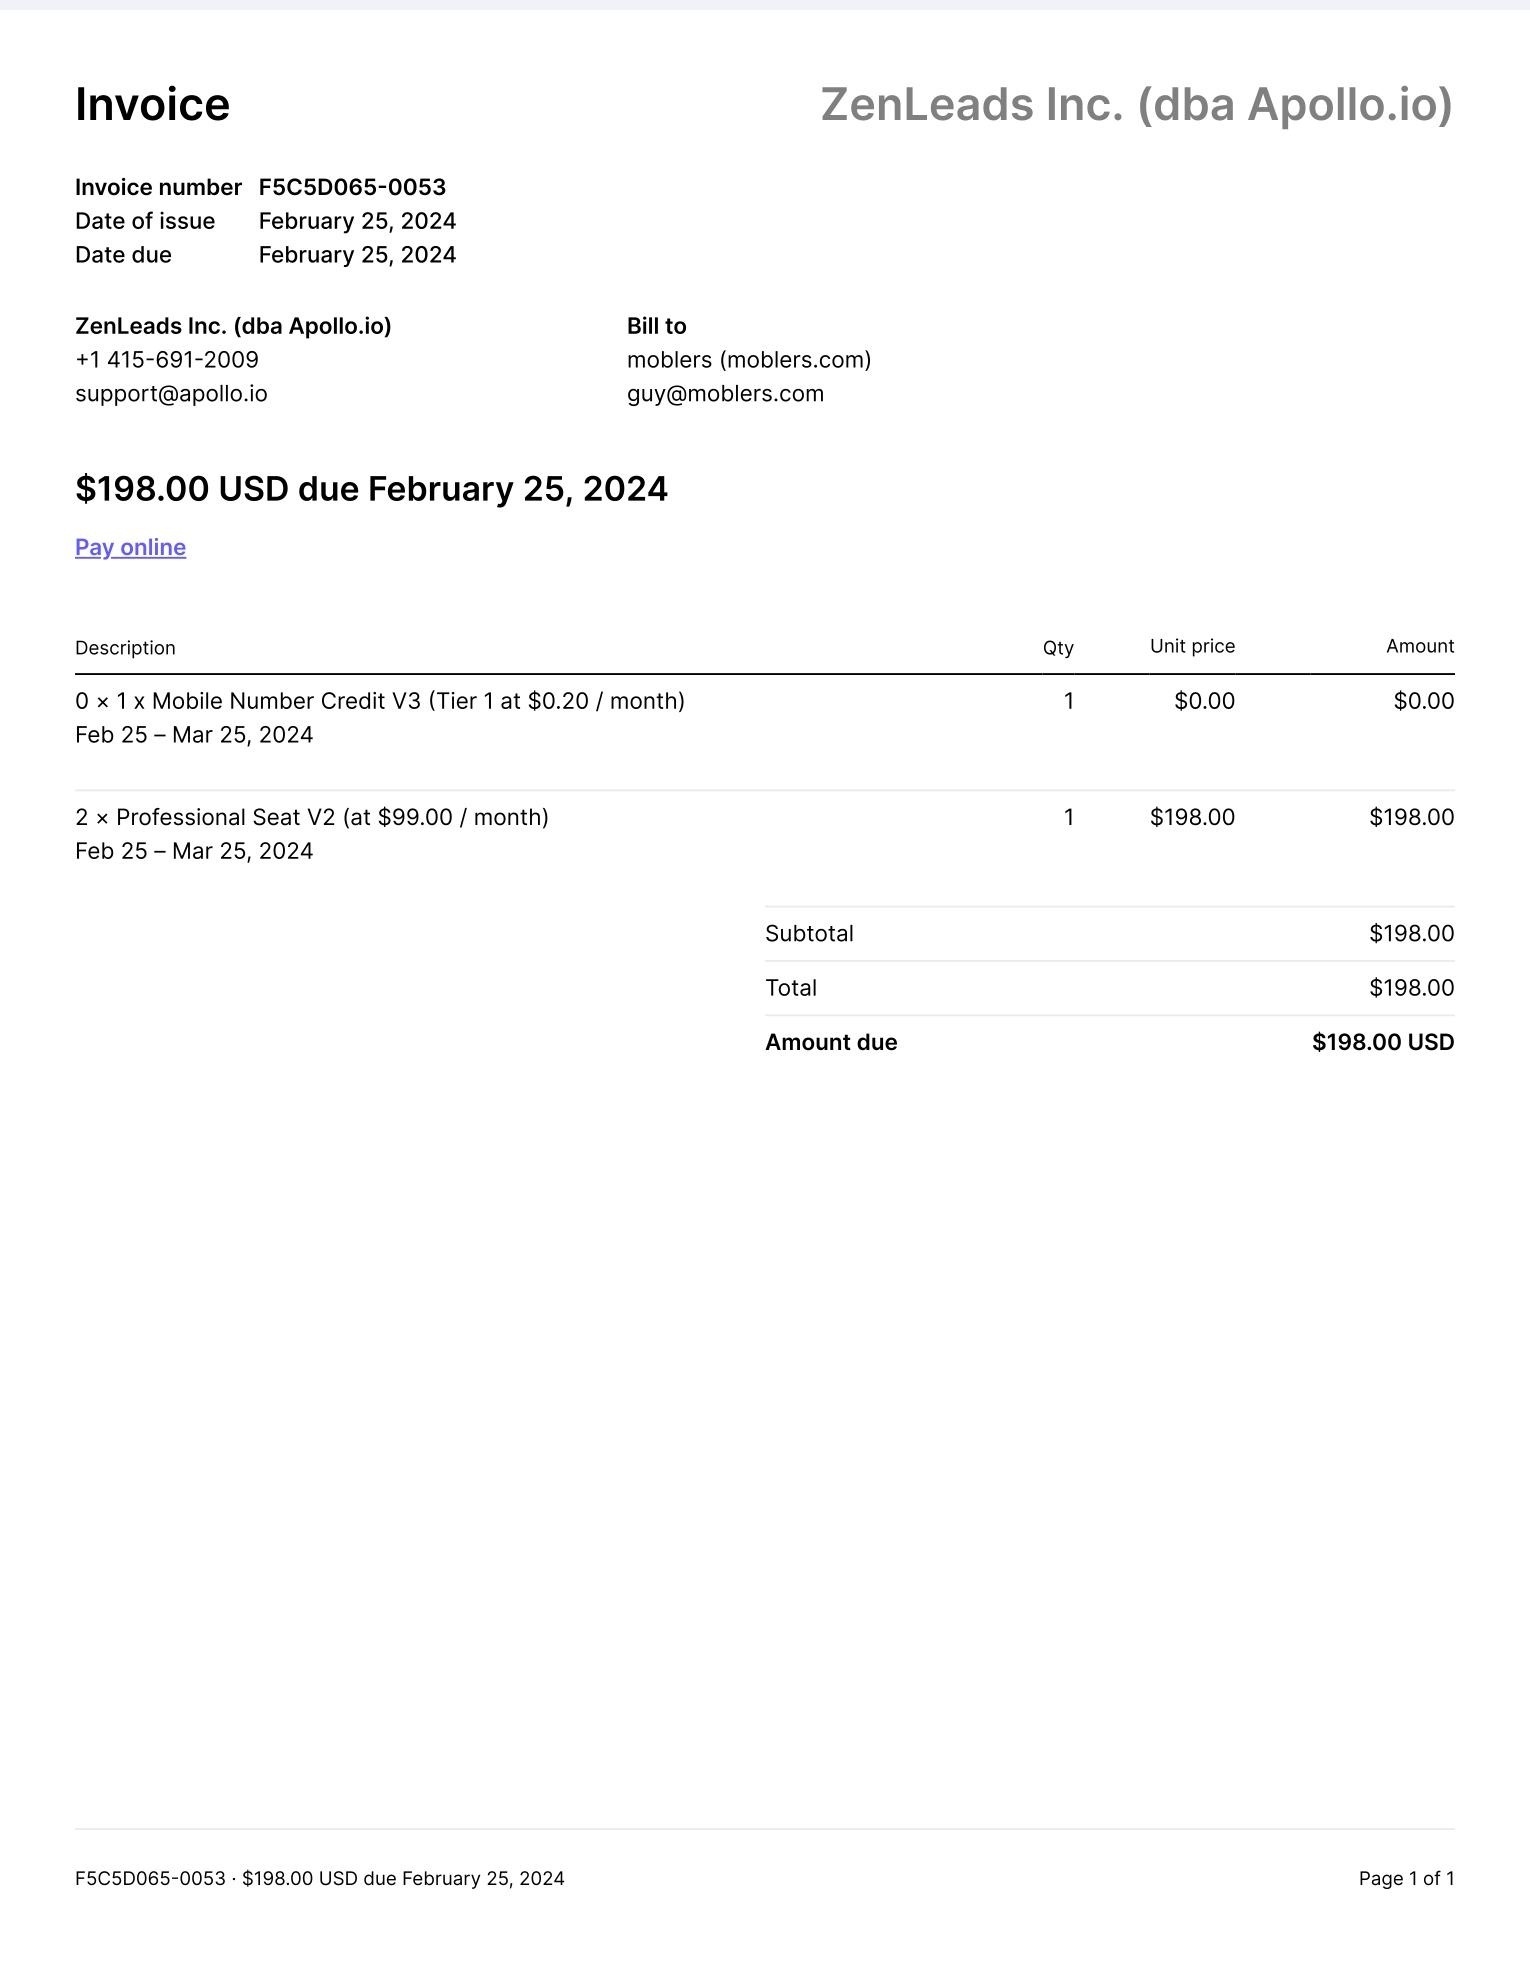 Invoice
ZenLeads Inc. (dba Apollo.io)
Invoice number F5C5D065-0053
Date of issue February 25, 2024
Date due February 25, 2024
ZenLeads Inc. (dba Apollo.io)
+1 415-691-2009
support@apollo.io
Bill to
moblers (moblers.com)
guy@moblers.com
$198.00 USD due February 25, 2024
Pay online
Description Qty Unit price Amount
0 × 1 x Mobile Number Credit V3 (Tier 1 at $0.20 / month) 1 $0.00 $0.00
Feb 25 – Mar 25, 2024
2 × Professional Seat V2 (at $99.00 / month) 1 $198.00 $198.00
Feb 25 – Mar 25, 2024
Subtotal $198.00
Total $198.00
Amount due $198.00 USD
F5C5D065-0053 · $198.00 USD due February 25, 2024 Page 1 of 1